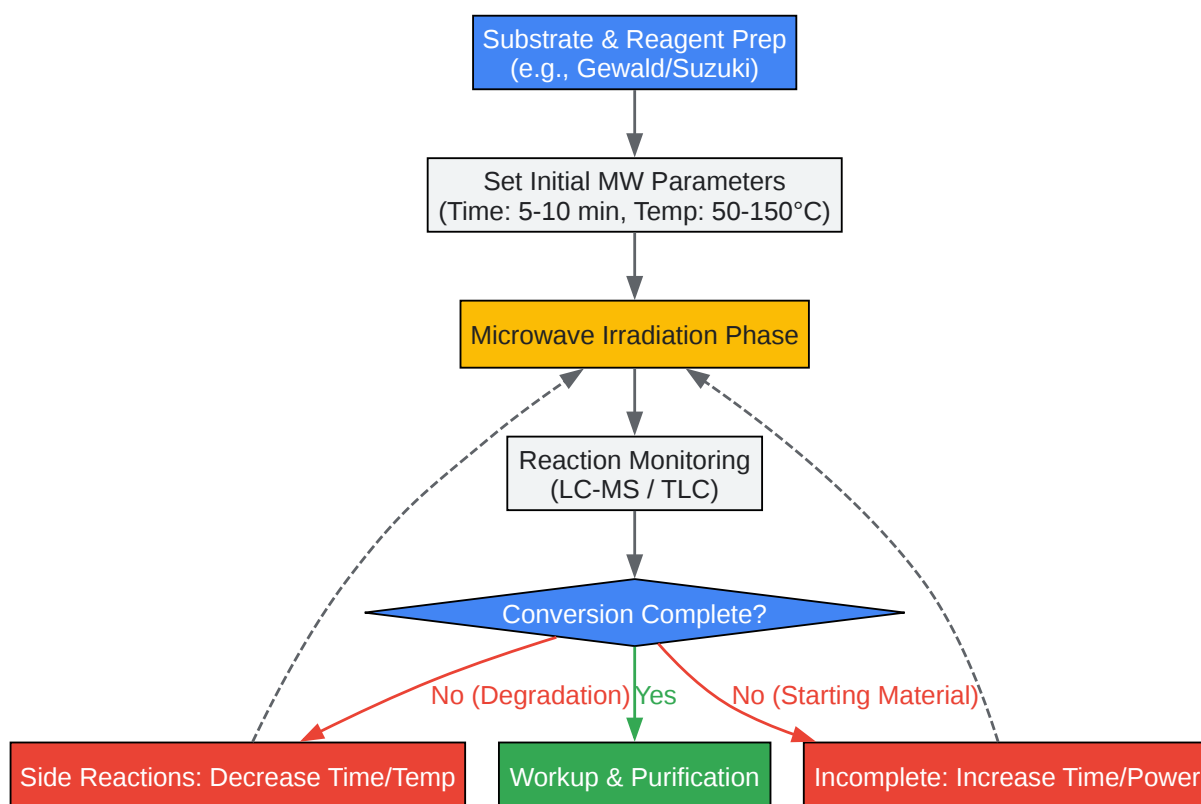 Substrate & Reagent Prep
(e.g., Gewald/Suzuki)
Set Initial MW Parameters
(Time: 5-10 min, Temp: 50-150°C)
Microwave Irradiation Phase
Reaction Monitoring
(LC-MS / TLC)
Conversion Complete?
No (Degradation)
Yes
No (Starting Material)
Side Reactions: Decrease Time/Temp
Workup & Purification
Incomplete: Increase Time/Power